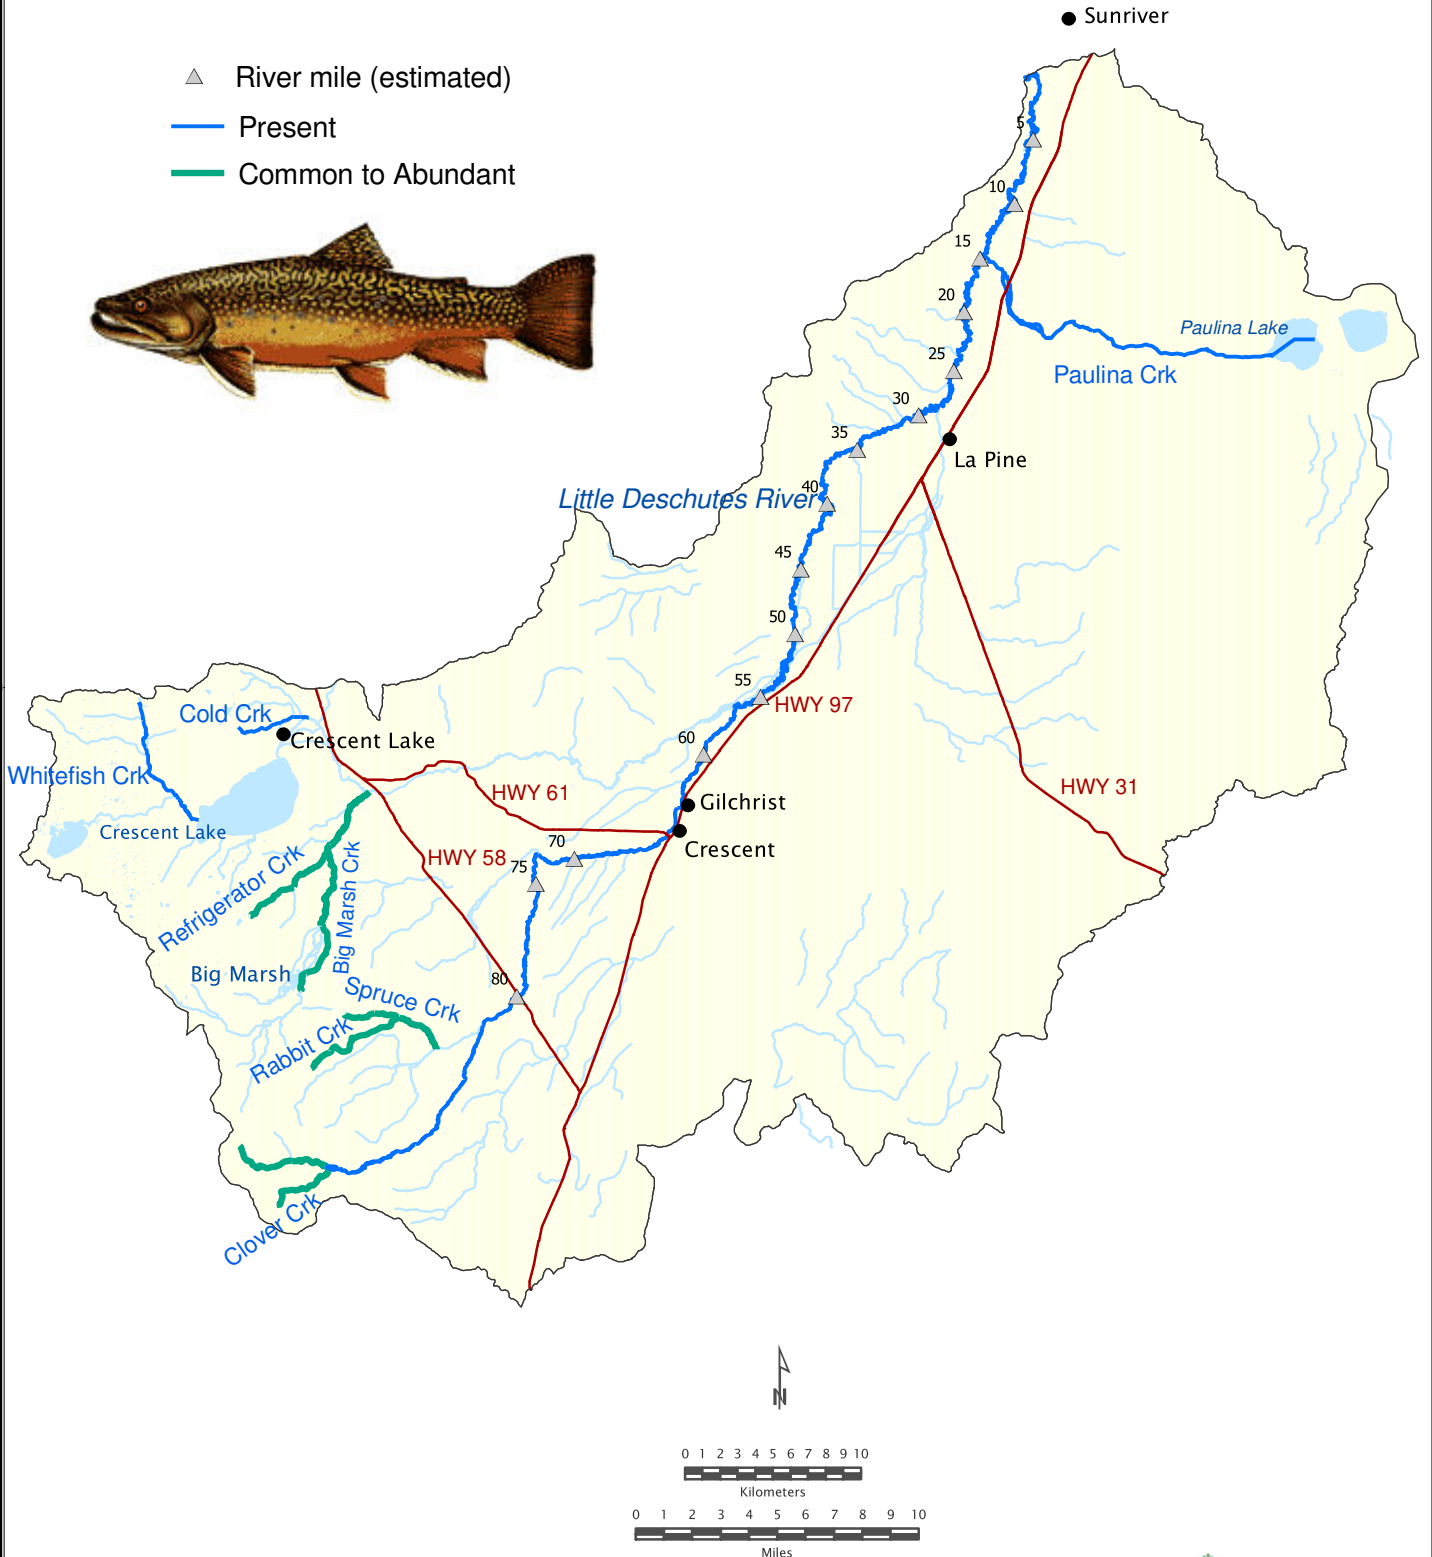 Sunriver
River mile (estimated)
Present
Common to Abundant
5
10
15
20
25
30
35
40
45
50
55
60
70
75
80
Paulina Lake
Paulina Crk
La Pine
Little Deschutes River
HWY 97
Cold Crk
Crescent Lake
Whitefish Crk
Crescent Lake
HWY 61
HWY 31
Gilchrist
Crescent
HWY 58
Refrigerator Crk
Big Marsh Crk
Big Marsh
Spruce Crk
Rabbit Crk
Clover Crk
N
0 1 2 3 4 5 6 7 8 9 10
Kilometers
0 1 2 3 4 5 6 7 8 9 10
Miles